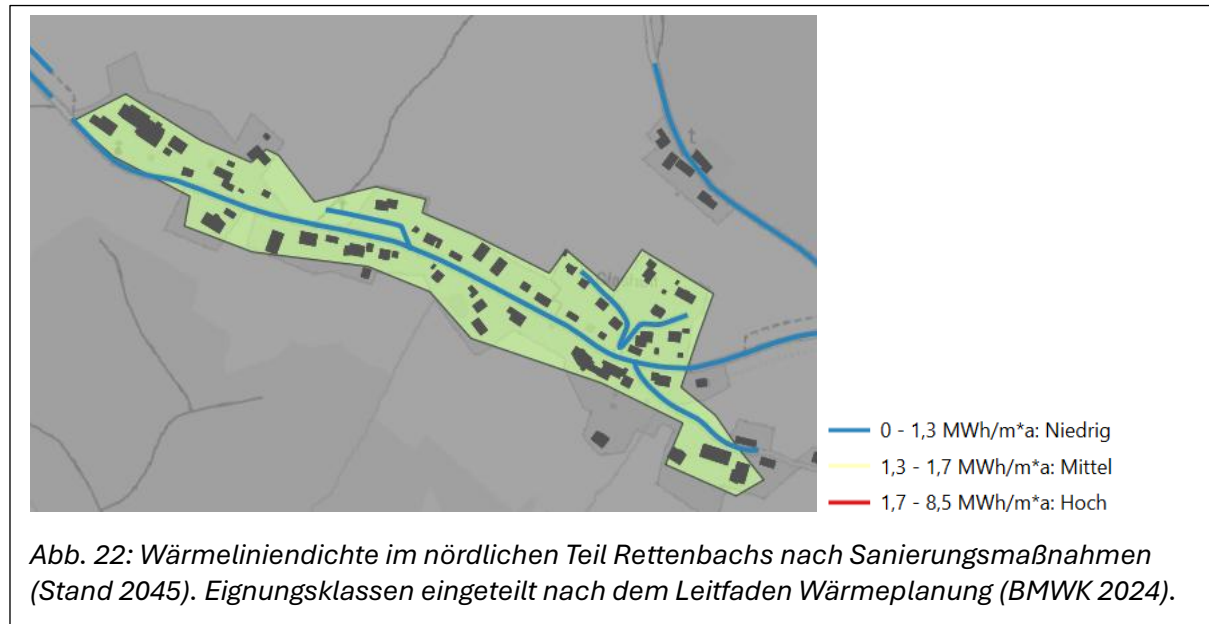 0 - 1,3 MWh/m*a: Niedrig
1,3 - 1,7 MWh/m*a: Mittel
1,7 - 8,5 MWh/m*a: Hoch
Abb. 22: Wärmeliniendichte im nördlichen Teil Rettenbachs nach Sanierungsmaßnahmen
(Stand 2045). Eignungsklassen eingeteilt nach dem Leitfaden Wärmeplanung (BMWK 2024).